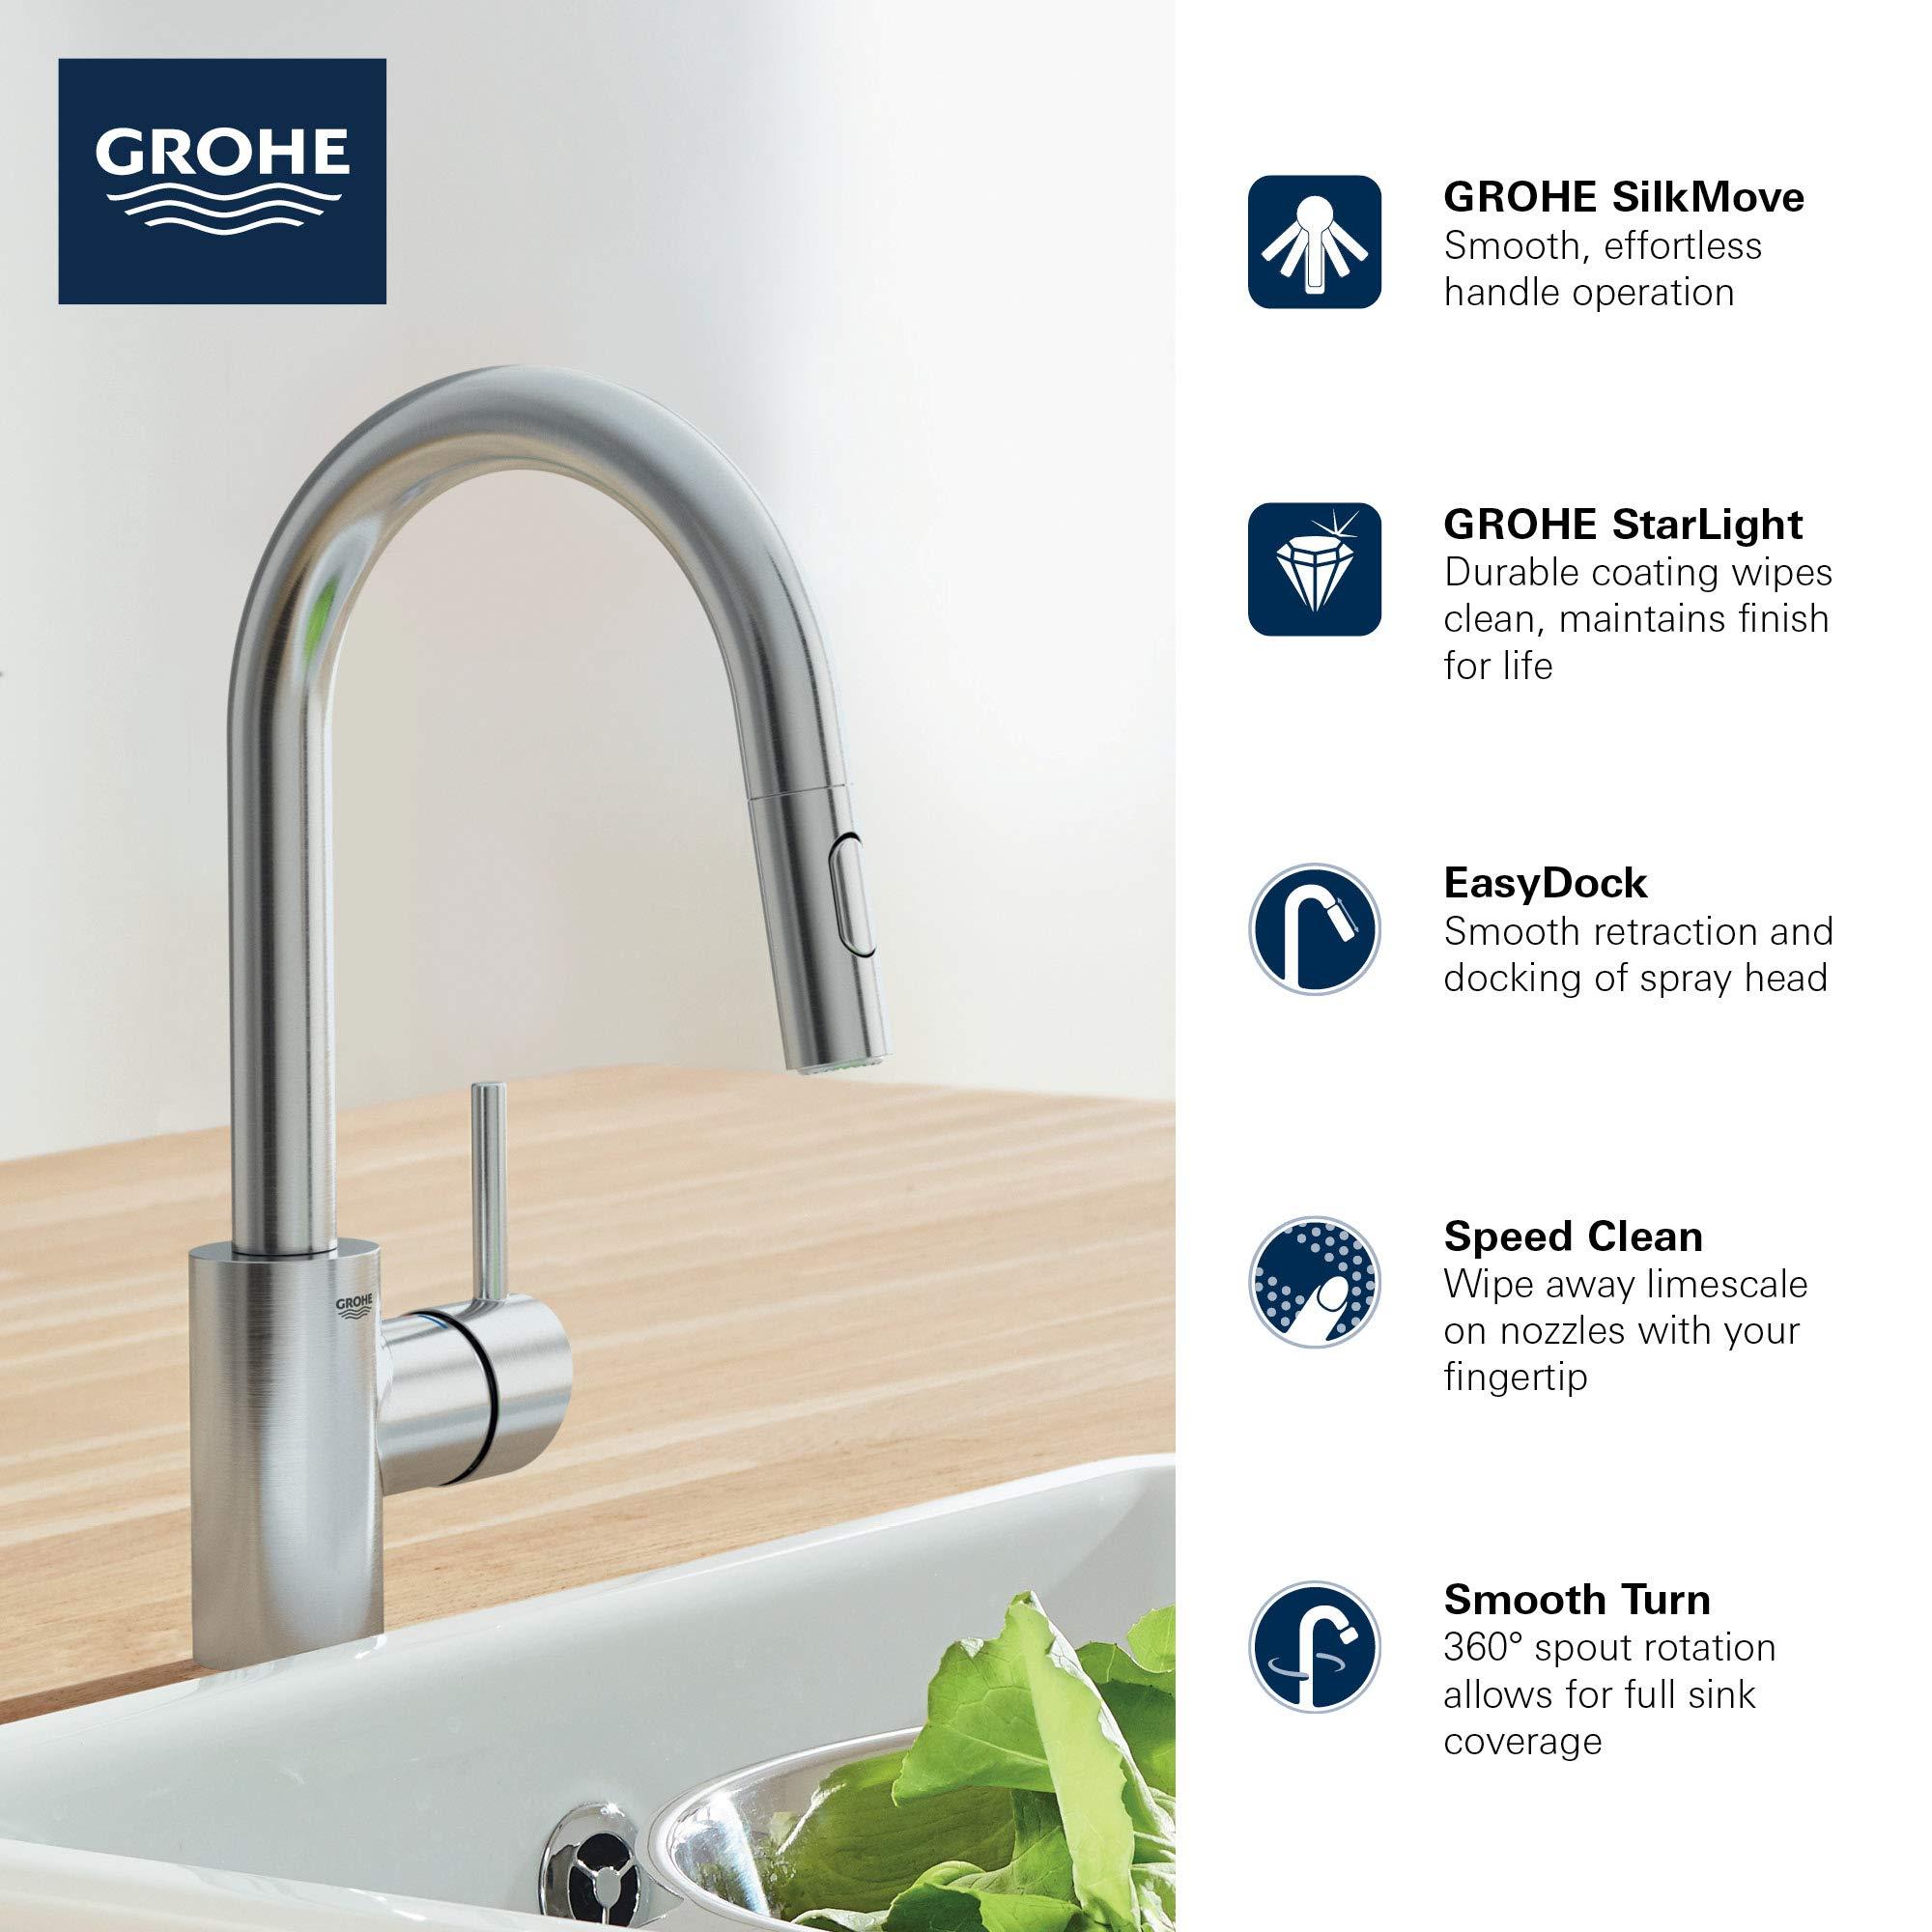 GROHE
GROHE
GROHE SilkMove
Smooth, effortless
handle operation
GROHE StarLight
Durable coating wipes
clean, maintains finish
for life
EasyDock
Smooth retraction and
docking of spray head
Speed Clean
Wipe away limescale
on nozzles with your
fingertip
Smooth Turn
360° spout rotation
allows for full sink
coverage